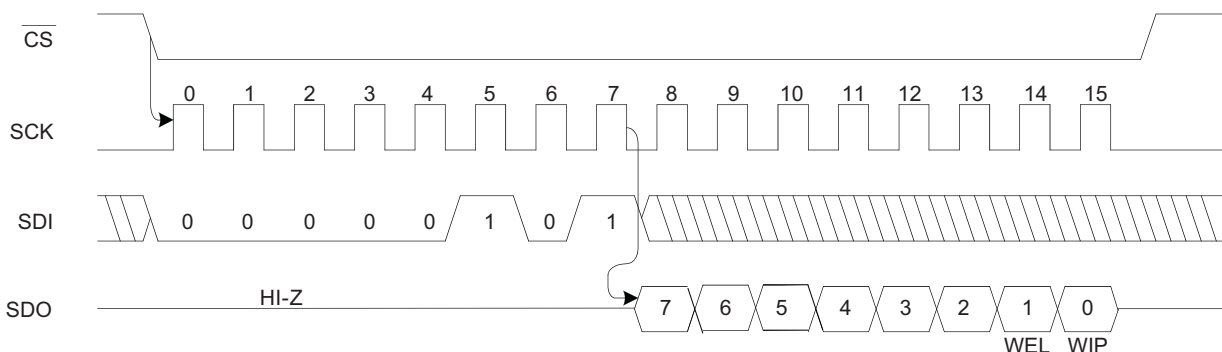 CS
0 1 2 3 4 5 6 7 8 9 10 11 12 13 14 15
SCK
SDI 0 0 0 0 0 1 0 1
HI-Z
SDO 7 6 5 4 3 2 1 0
WEL WIP